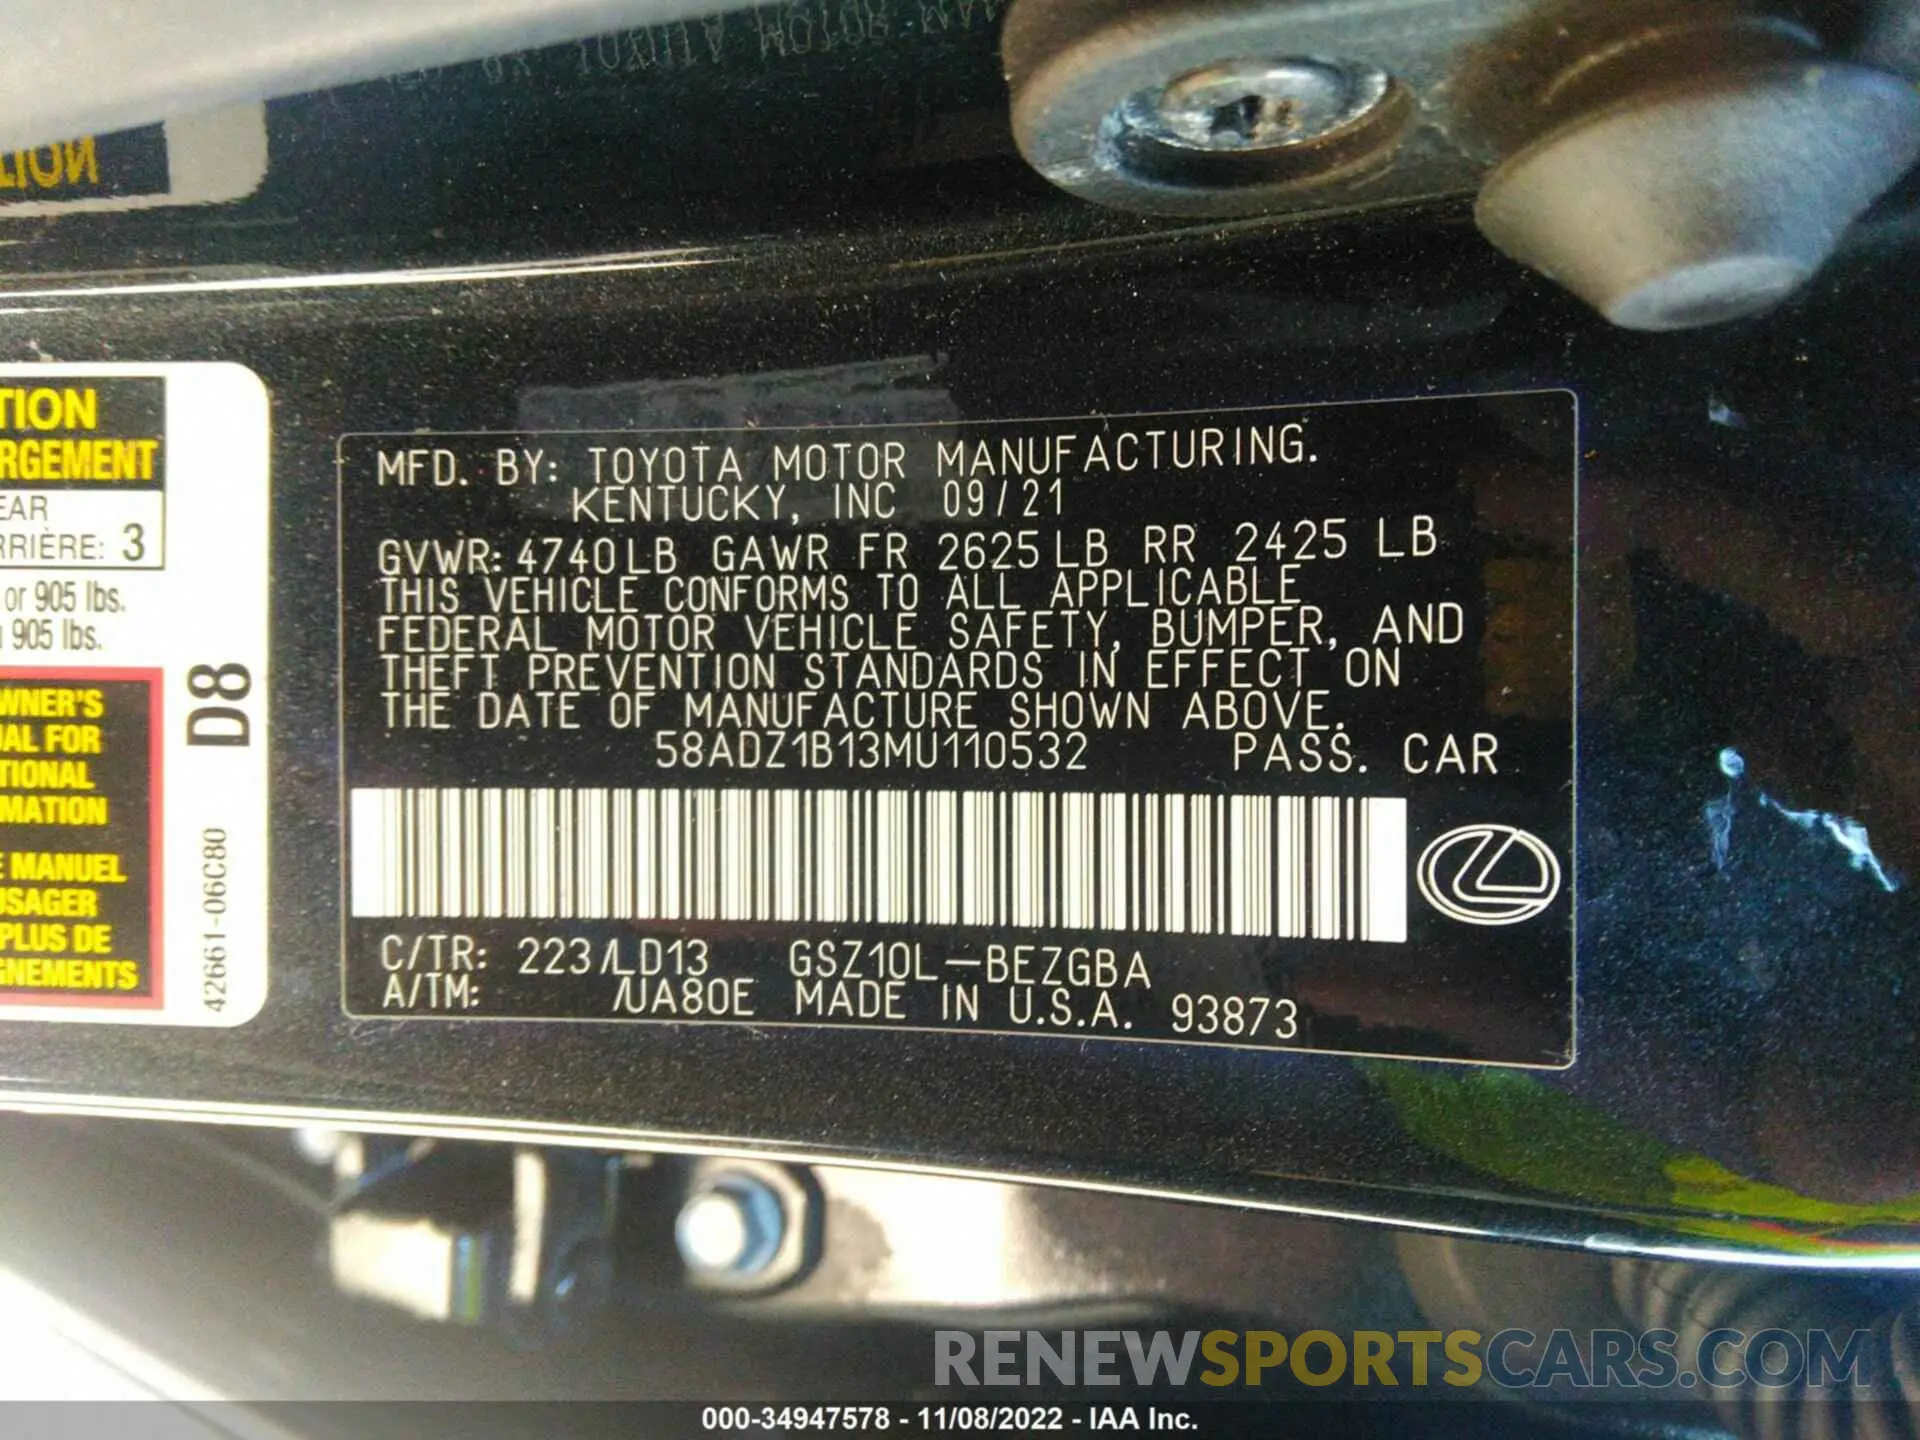 TION
RGEMENT
EAR
RRIÈRE: 3
or 905 lbs.
905 lbs.
WNER'S
AL FOR
TIONAL
MATION
E MANUEL
USAGER
PLUS DE
GNEMENTS
D8
42661-06C80
MFD. BY: TOYOTA MOTOR MANUFACTURING.
KENTUCKY, INC 09/21
GVWR: 4740LB GAWR FR 2625LB RR 2425 LB
THIS VEHICLE CONFORMS TO ALL APPLICABLE
FEDERAL MOTOR VEHICLE SAFETY, BUMPER, AND
THEFT PREVENTION STANDARDS IN EFFECT ON
THE DATE OF MANUFACTURE SHOWN ABOVE.
58ADZ1B13MU110532 PASS. CAR
C/TR: 223/LD13 GSZ10L-BEZGBA
A/TM: /UA80E MADE IN U.S.A. 93873
RENEWSPORTSCARS.COM
000-34947578 - 11/08/2022 - IAA Inc.